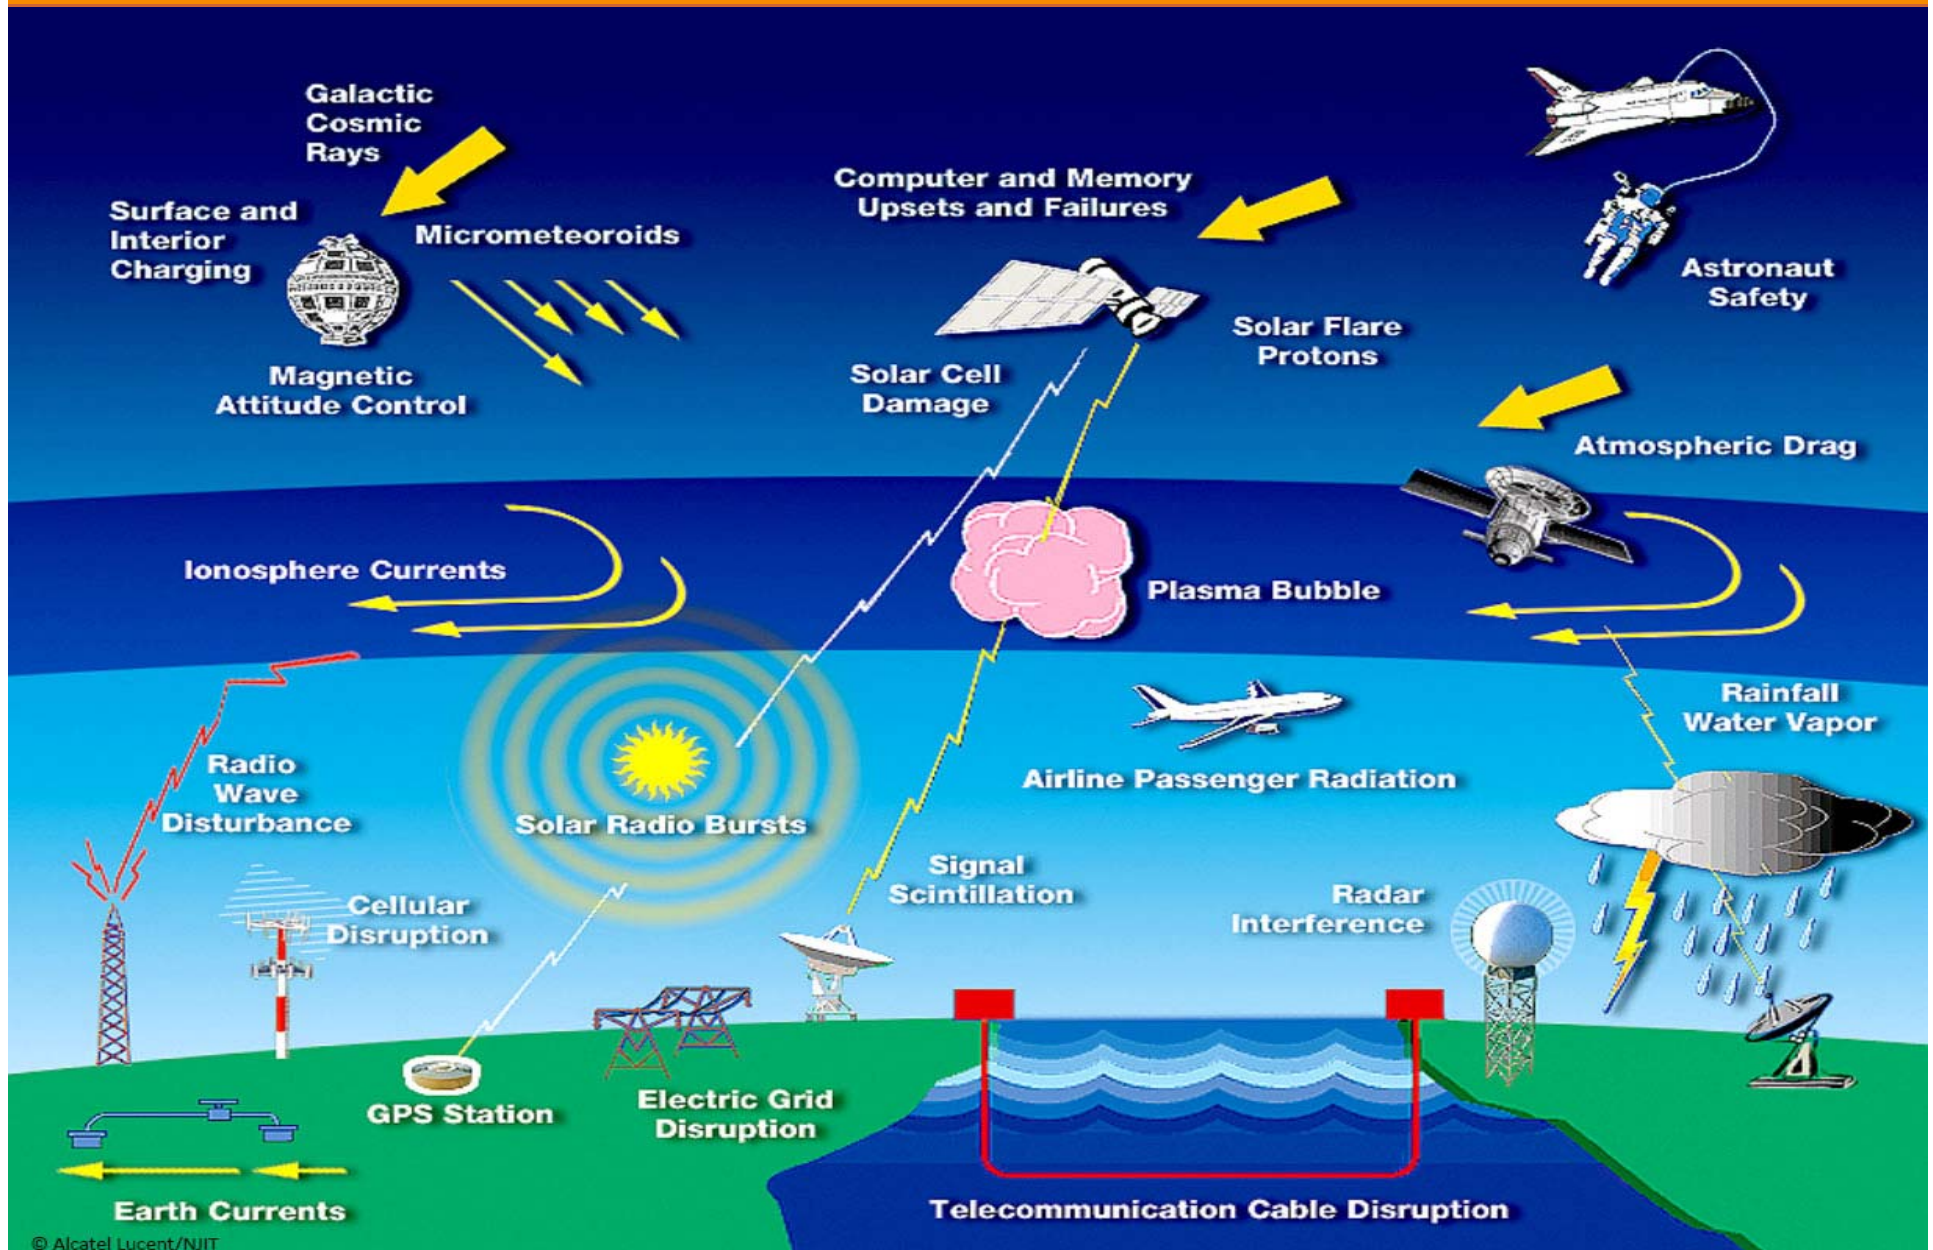 Galactic
Cosmic
Rays
Surface and
Interior
Charging
Micrometeoroids
Magnetic
Attitude Control
Computer and Memory
Upsets and Failures
Solar Cell
Damage
Solar Flare
Protons
Astronaut
Safety
Atmospheric Drag
Ionosphere Currents
Plasma Bubble
Rainfall
Water Vapor
Radio
Wave
Disturbance
Solar Radio Bursts
Airline Passenger Radiation
Signal
Scintillation
Cellular
Disruption
Radar
Interference
GPS Station
Electric Grid
Disruption
Earth Currents
Telecommunication Cable Disruption
© Alcatel Lucent/NJIT